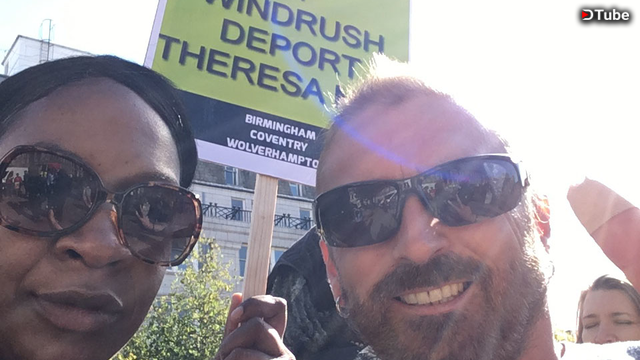 DTube
WINDRUSH
DEPORT
THERESA
BIRMINGHAM
COVENTRY
WOLVERHAMPTO